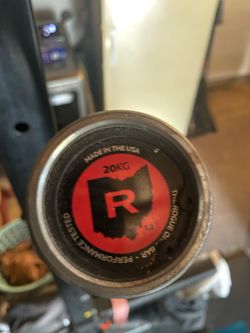 MADE IN THE USA
20KG
R
THE ROGUE OHIO BAR - PERFORMANCE TESTED